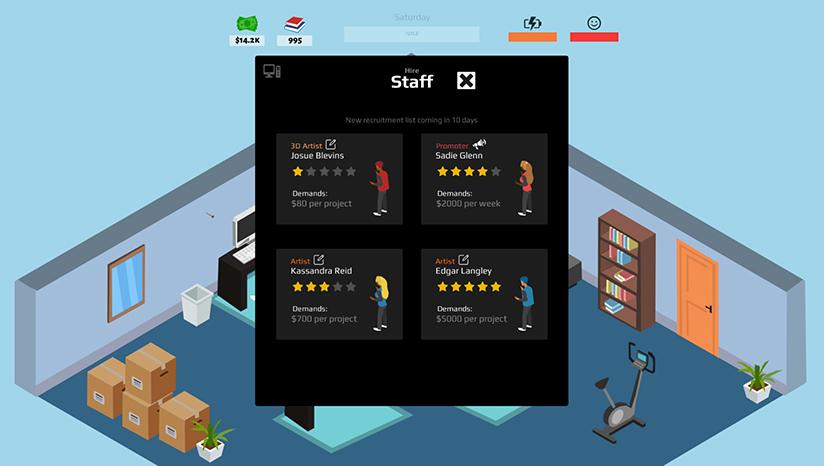 Saturday
$14.2K
995
Hire
Staff
New recruitment list coming in 10 days
3D Artist
Josue Blevins
Demands:
$80 per project
Promoter
Sadie Glenn
Demands:
$2000 per week
Artist
Kassandra Reid
Demands:
$700 per project
Artist
Edgar Langley
Demands:
$5000 per project